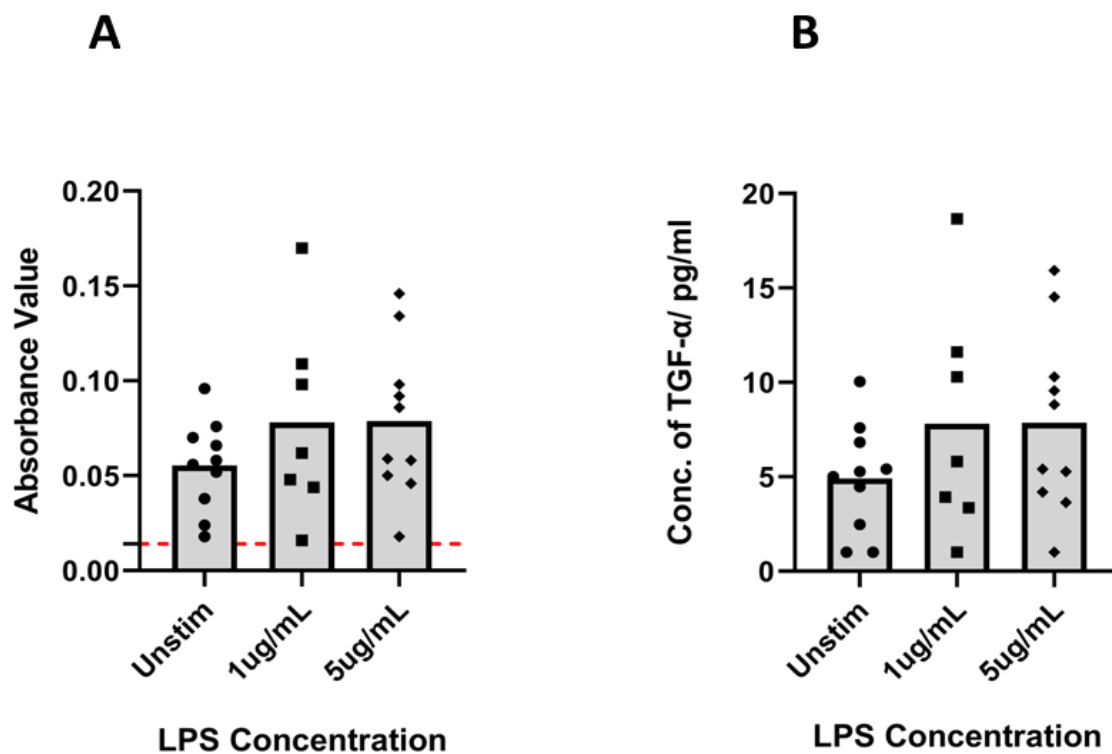 A
Absorbance Value
0.20
0.15
0.10
0.05
0.00
Unstim
1ug/mL
5ug/mL
LPS Concentration
B
Conc. of TGF-α/ pg/ml
20
15
10
5
0
Unstim
1ug/mL
5ug/mL
LPS Concentration